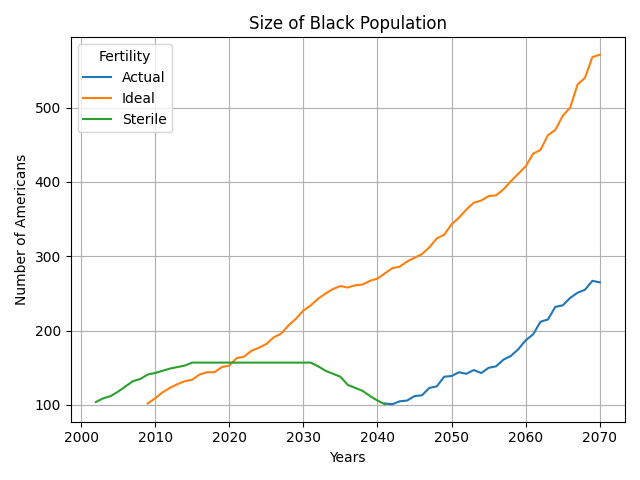 Size of Black Population
Fertility
Actual
Ideal
Sterile
Number of Americans
500
400
300
200
100
2000 2010 2020 2030 2040 2050 2060 2070
Years